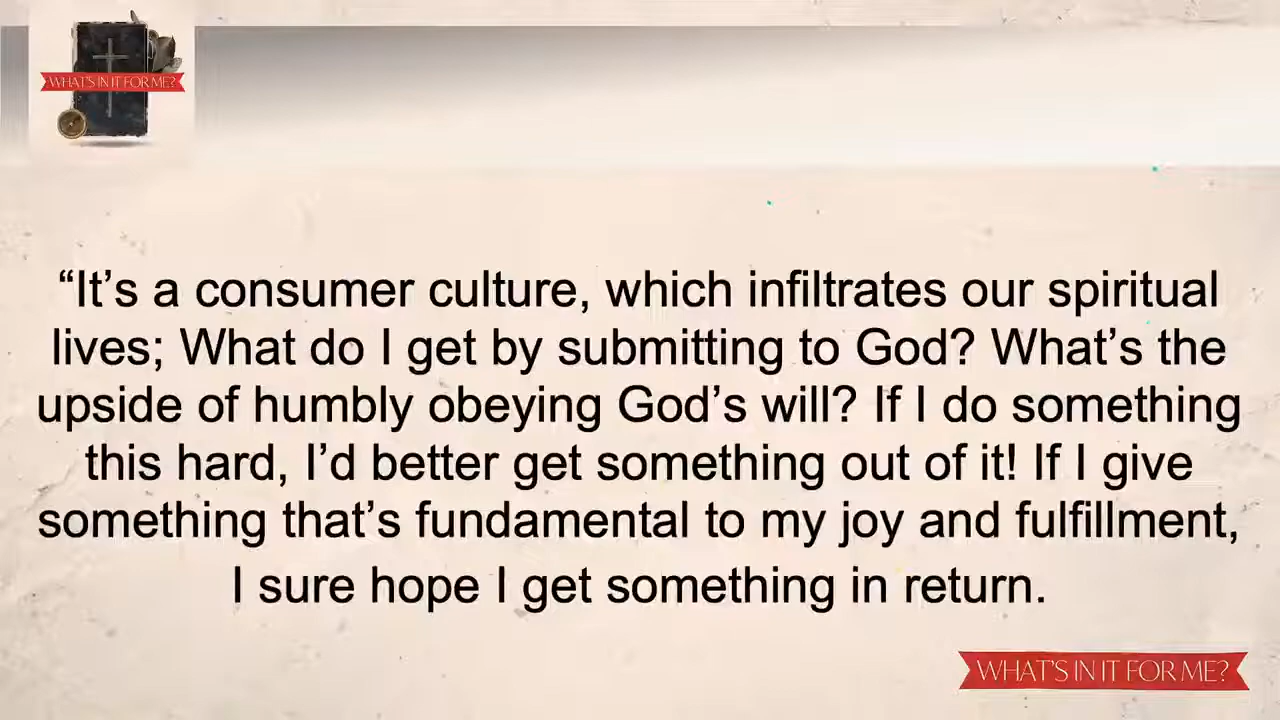 WHAT'S IN IT FOR ME?
“It’s a consumer culture, which infiltrates our spiritual
lives; What do I get by submitting to God? What’s the
upside of humbly obeying God’s will? If I do something
this hard, I’d better get something out of it! If I give
something that’s fundamental to my joy and fulfillment,
I sure hope I get something in return.
WHAT'S IN IT FOR ME?